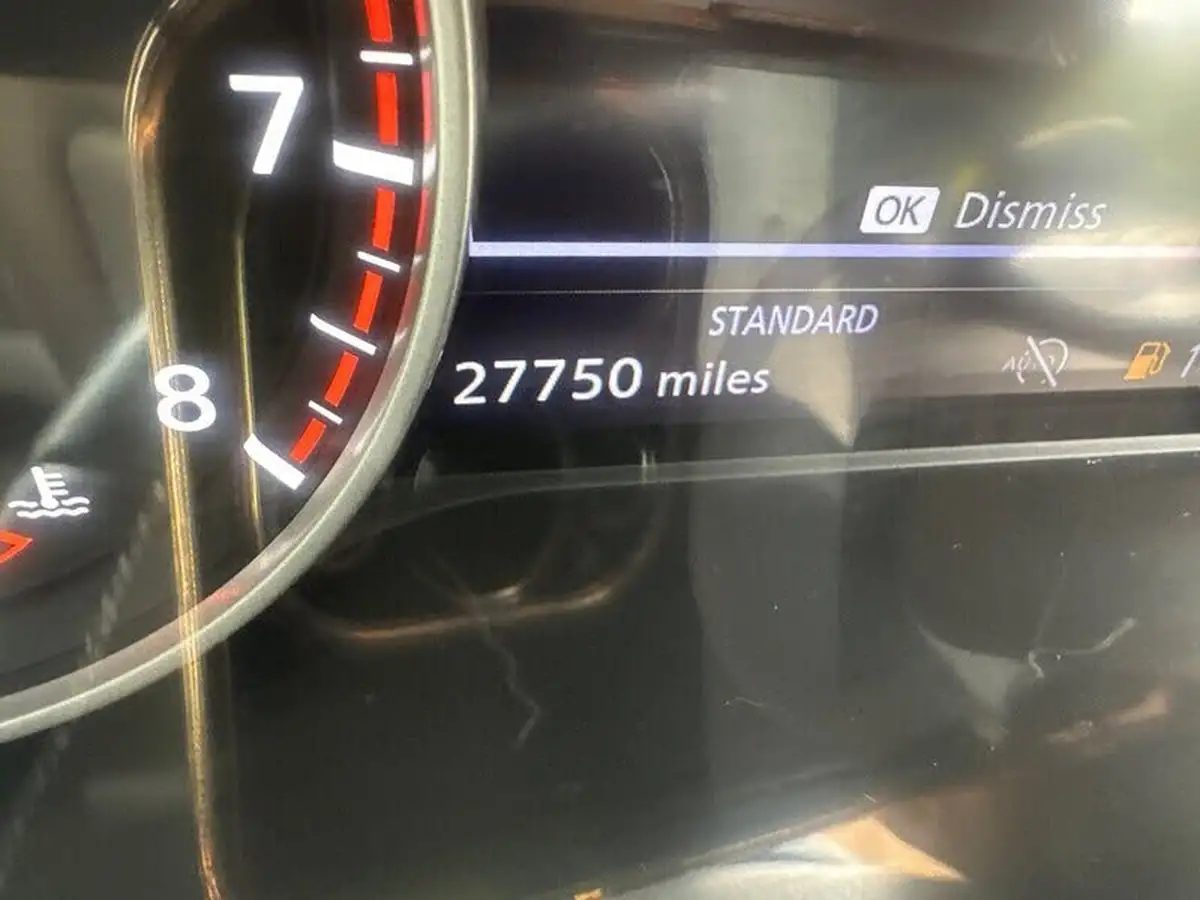 7
OK Dismiss
STANDARD
27750 miles
8